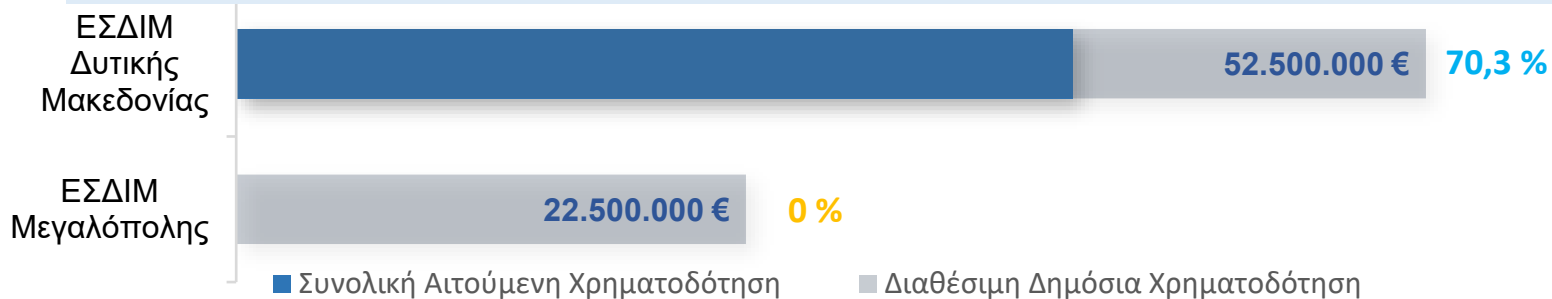 ΕΣΔΙΜ
Δυτικής
Μακεδονίας
52.500.000 €
70,3 %
ΕΣΔΙΜ
Μεγαλόπολης
22.500.000 €
0 %
Συνολική Αιτούμενη Χρηματοδότηση
Διαθέσιμη Δημόσια Χρηματοδότηση